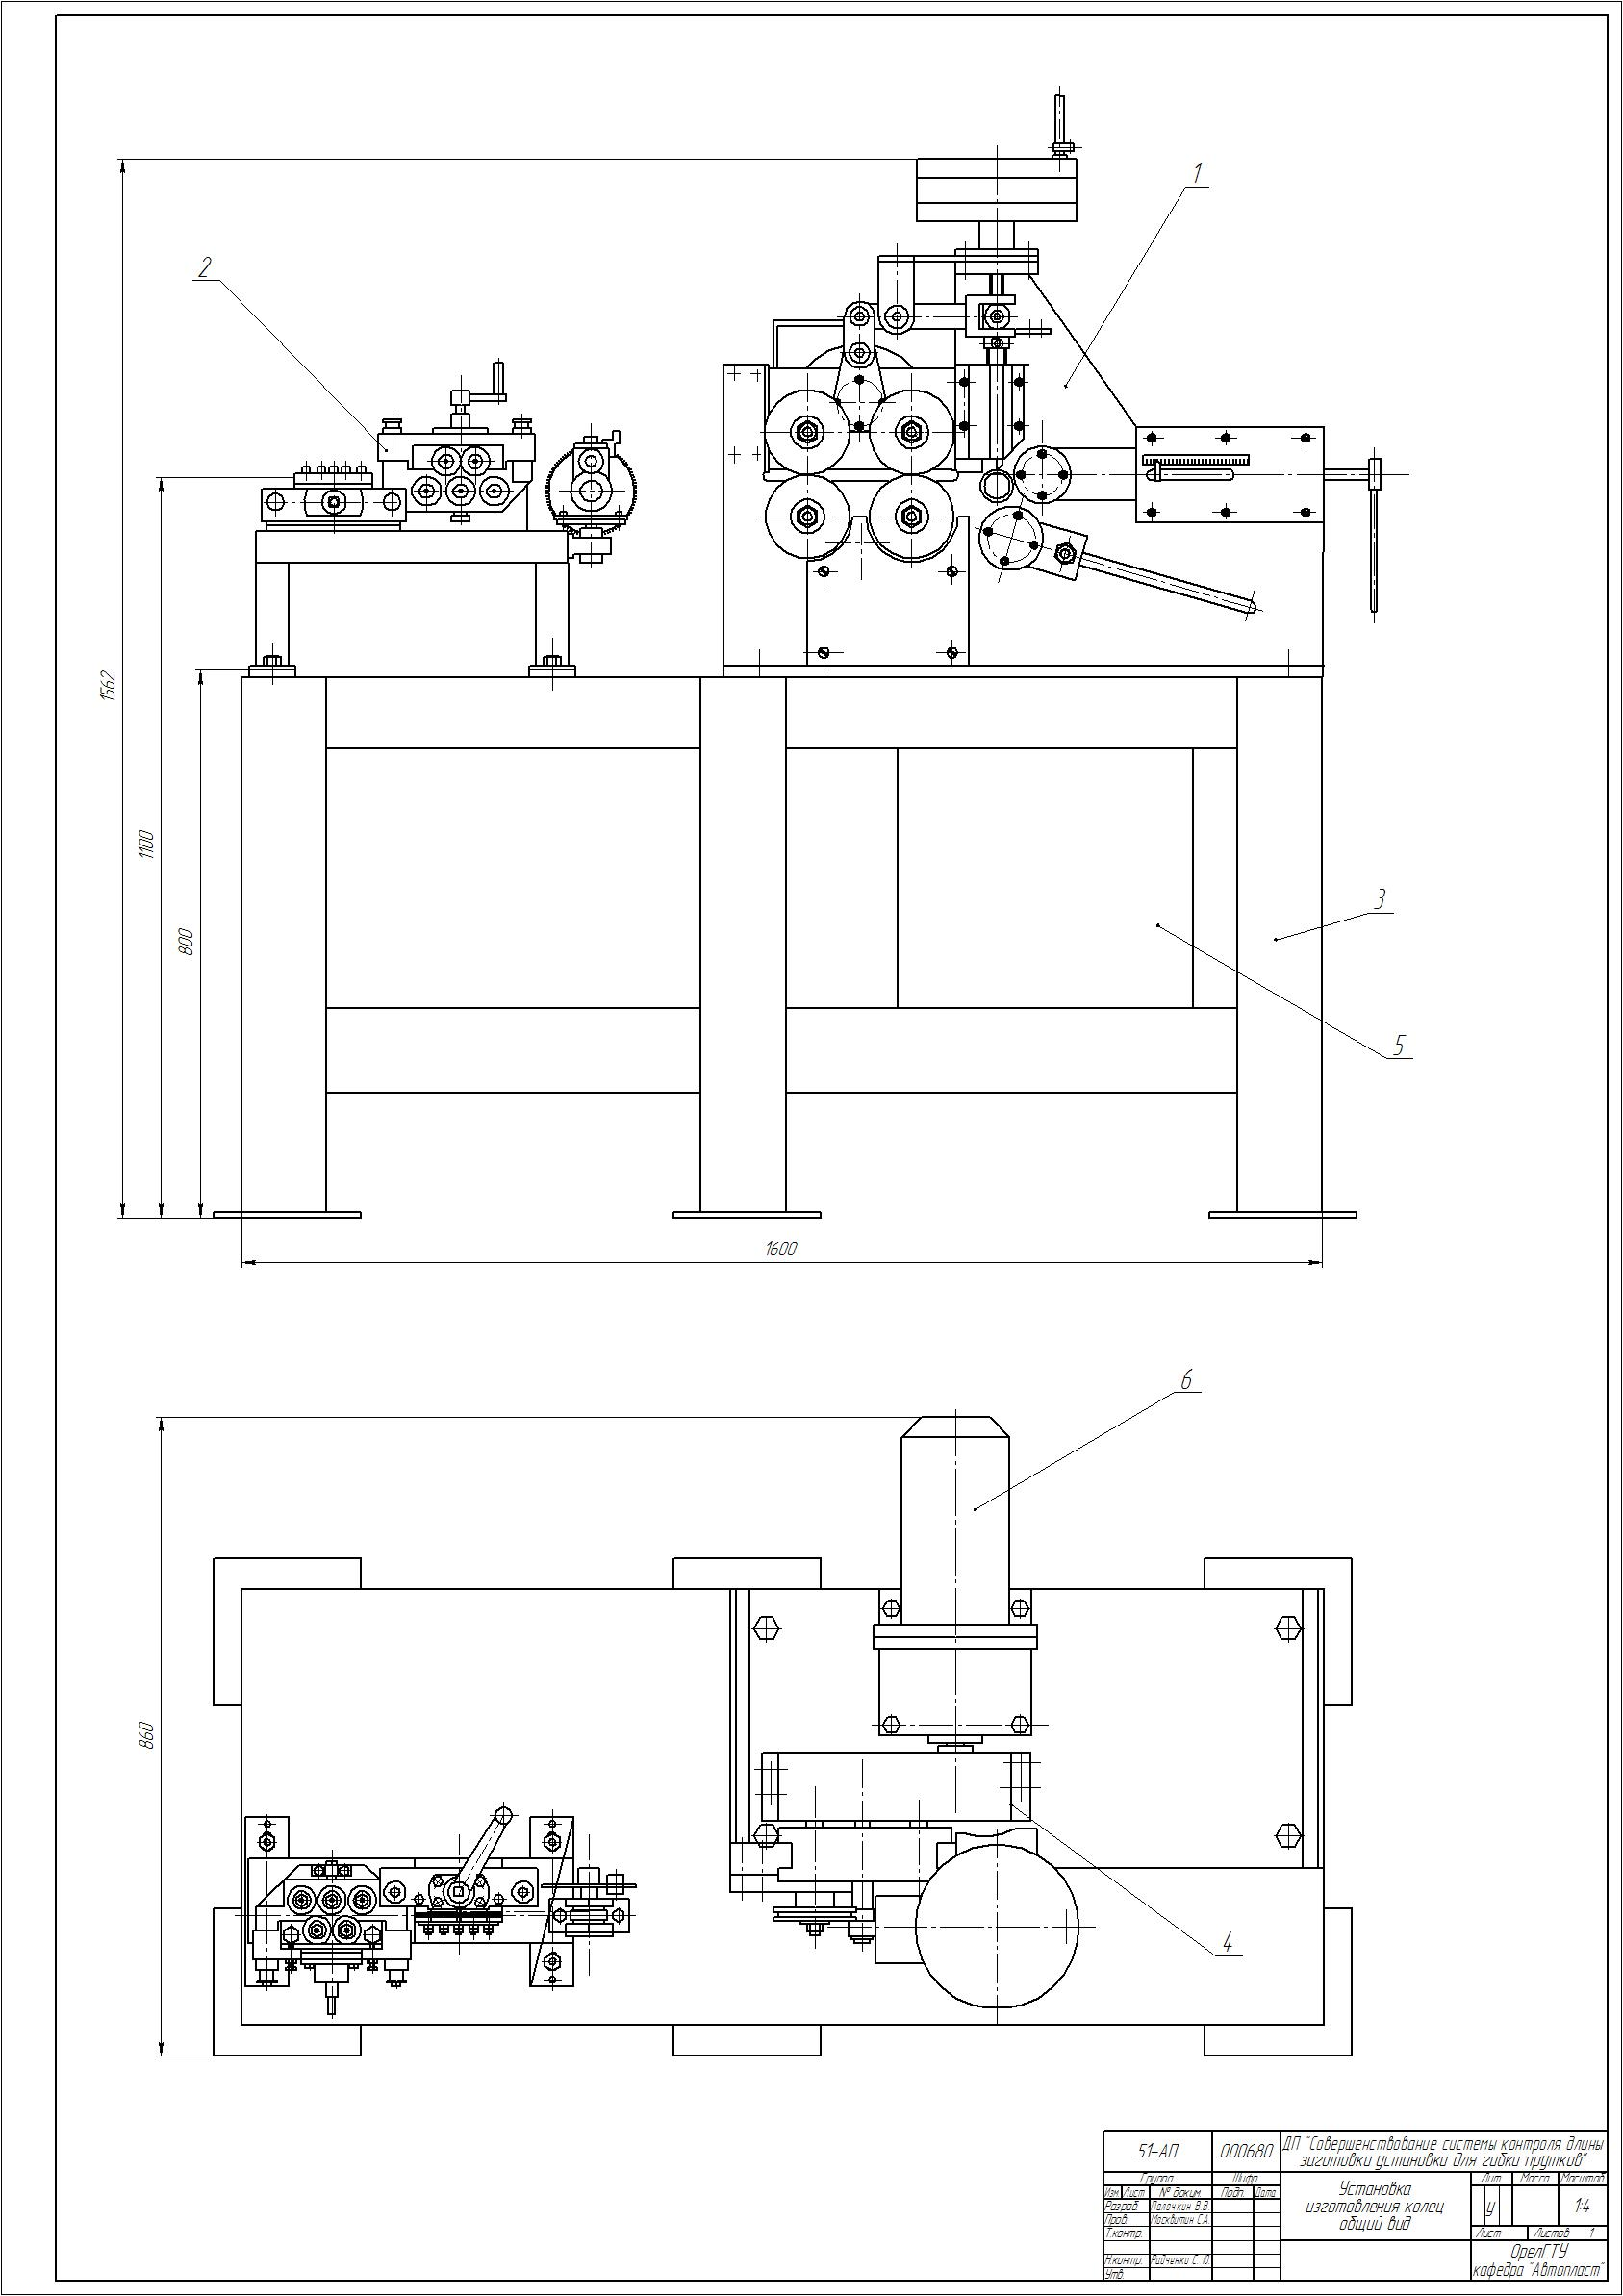 1
2
1562
1100
800
3
5
1600
6
860
4
51-АП
000680
ДП "Совершенствование системы контроля длины
заготовки установки для гибки прутков"
Группа
Шифр
Изм. Лист
№ докум.
Подп.
Дата
Разраб.
Палочкин В.В.
Пров.
Москвитин С.А.
Т.контр.
Н.контр.
Радченко С. Ю.
Утв.
Установка
изготовления колец
общий вид
Лит.
Масса
Масштаб
у
1:4
Лист
Листов 1
ОрелГТУ
кафедра "Автопласт"